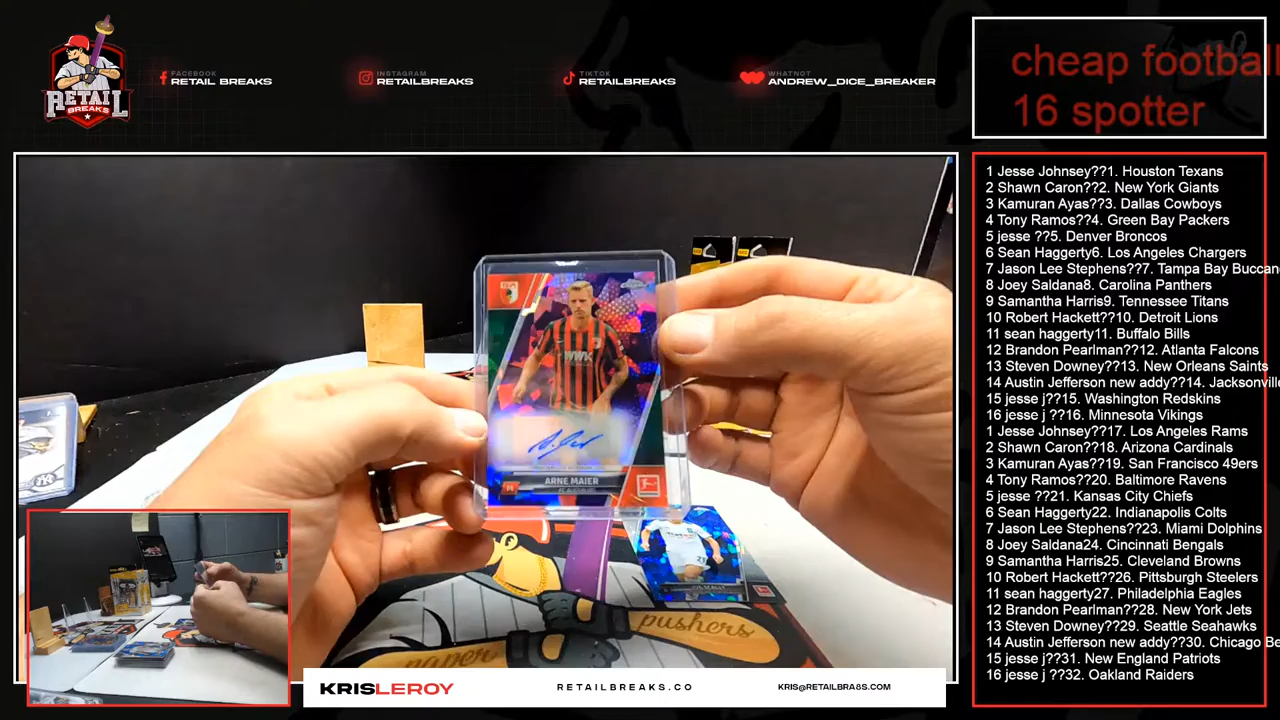 RETAIL
BREAKS
FACEBOOK
RETAIL BREAKS
INSTAGRAM
RETAILBREAKS
TIKTOK
RETAILBREAKS
WHATNOT
ANDREW_DICE_BREAKER
cheap football
16 spotter
1 Jesse Johnsey??1. Houston Texans
2 Shawn Caron??2. New York Giants
3 Kamuran Ayas??3. Dallas Cowboys
4 Tony Ramos??4. Green Bay Packers
5 jesse ??5. Denver Broncos
6 Sean Haggerty6. Los Angeles Chargers
7 Jason Lee Stephens??7. Tampa Bay Buccan
8 Joey Saldana8. Carolina Panthers
9 Samantha Harris9. Tennessee Titans
10 Robert Hackett??10. Detroit Lions
11 sean haggerty11. Buffalo Bills
12 Brandon Pearlman??12. Atlanta Falcons
13 Steven Downey??13. New Orleans Saints
14 Austin Jefferson new addy??14. Jacksonville
15 jesse j??15. Washington Redskins
16 jesse j ??16. Minnesota Vikings
1 Jesse Johnsey??17. Los Angeles Rams
2 Shawn Caron??18. Arizona Cardinals
3 Kamuran Ayas??19. San Francisco 49ers
4 Tony Ramos??20. Baltimore Ravens
5 jesse ??21. Kansas City Chiefs
6 Sean Haggerty22. Indianapolis Colts
7 Jason Lee Stephens??23. Miami Dolphins
8 Joey Saldana24. Cincinnati Bengals
9 Samantha Harris25. Cleveland Browns
10 Robert Hackett??26. Pittsburgh Steelers
11 sean haggerty27. Philadelphia Eagles
12 Brandon Pearlman??28. New York Jets
13 Steven Downey??29. Seattle Seahawks
14 Austin Jefferson new addy??30. Chicago Be
15 jesse j??31. New England Patriots
16 jesse j ??32. Oakland Raiders
WWK
ARNE MAIER
FC AUGSBURG
M
paper
pushers
KRISLEROY
RETAILBREAKS.CO
KRIS@RETAILBRA8S.COM